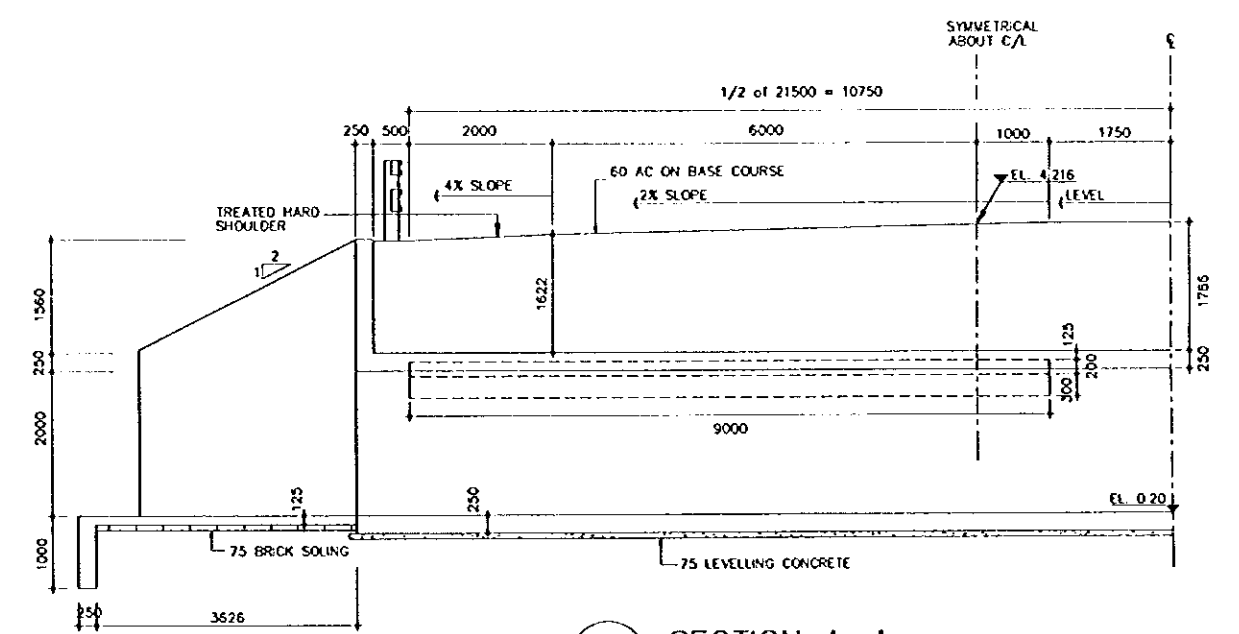 SYMMETRICAL
ABOUT C/L
℄
1/2 of 21500 = 10750
250 500 2000 6000 1000 1750
60 AC ON BASE COURSE
EL. 4.216
4% SLOPE
2% SLOPE
LEVEL
TREATED HARD
SHOULDER
2
1
1560
1622
1755
125
250
200
250
300
9000
2000
EL. 0.20
125
250
75 BRICK SOLING
75 LEVELLING CONCRETE
1000
250
3626